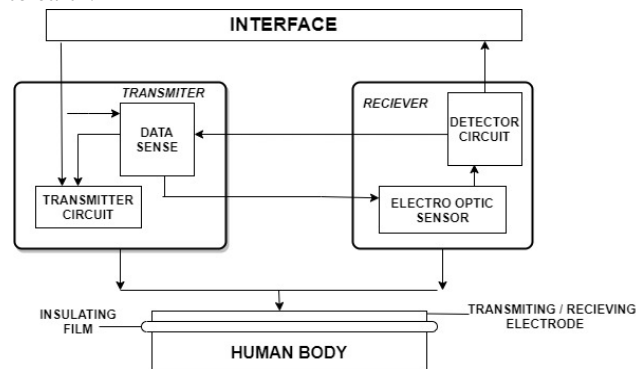 INTERFACE
TRANSMITER
RECIEVER
DATA
SENSE
DETECTOR
CIRCUIT
TRANSMITTER
CIRCUIT
ELECTRO OPTIC
SENSOR
INSULATING
FILM
TRANSMITING / RECIEVING
ELECTRODE
HUMAN BODY